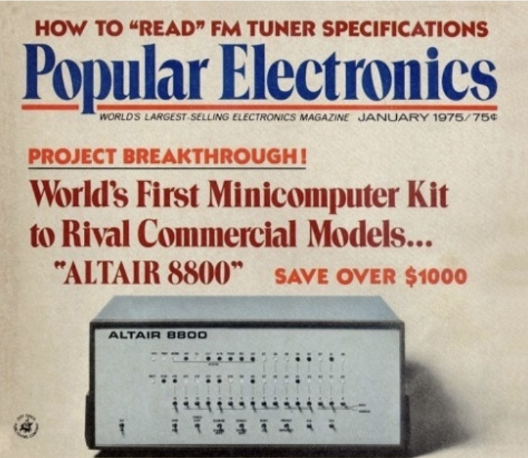 HOW TO "READ" FM TUNER SPECIFICATIONS
Popular Electronics
WORLD'S LARGEST-SELLING ELECTRONICS MAGAZINE JANUARY 1975/75¢
PROJECT BREAKTHROUGH!
World's First Minicomputer Kit
to Rival Commercial Models...
"ALTAIR 8800" SAVE OVER $1000
ALTAIR 8800